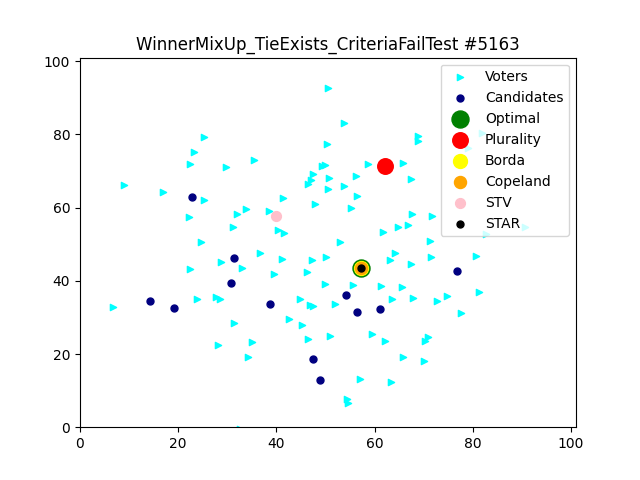 WinnerMixUp_TieExists_CriteriaFailTest #5163
100
80
60
40
20
0
0
20
40
60
80
100
Voters
Candidates
Optimal
Plurality
Borda
Copeland
STV
STAR